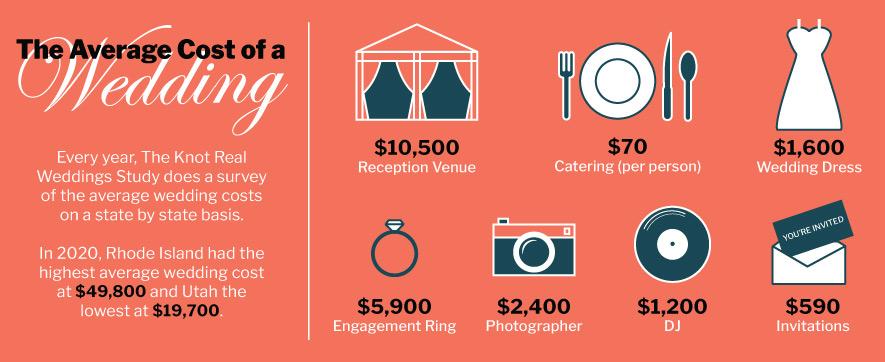 The Average Cost of a
Wedding
Every year, The Knot Real
Weddings Study does a survey
of the average wedding costs
on a state by state basis.
In 2020, Rhode Island had the
highest average wedding cost
at $49,800 and Utah the
lowest at $19,700.
$10,500
Reception Venue
$70
Catering (per person)
$1,600
Wedding Dress
$5,900
Engagement Ring
$2,400
Photographer
$1,200
DJ
YOU'RE INVITED
$590
Invitations